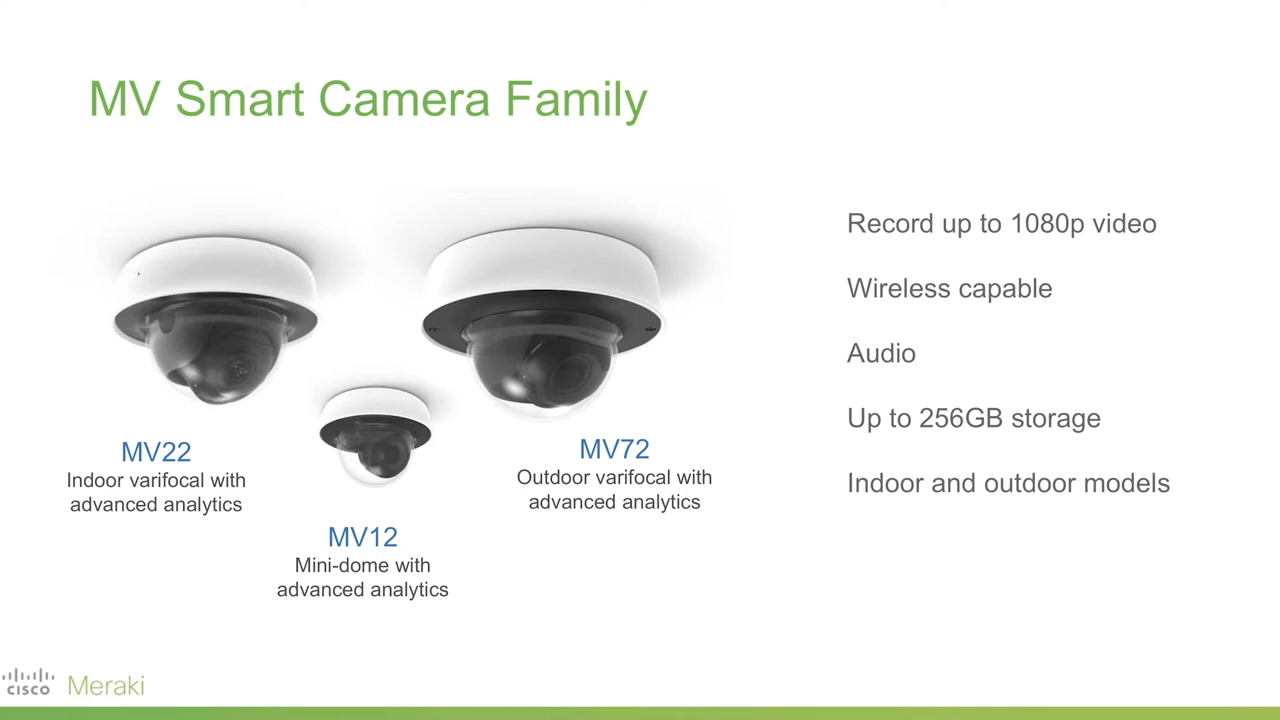 MV Smart Camera Family
MV22
Indoor varifocal with
advanced analytics
MV12
Mini-dome with
advanced analytics
MV72
Outdoor varifocal with
advanced analytics
Record up to 1080p video
Wireless capable
Audio
Up to 256GB storage
Indoor and outdoor models
CISCO Meraki